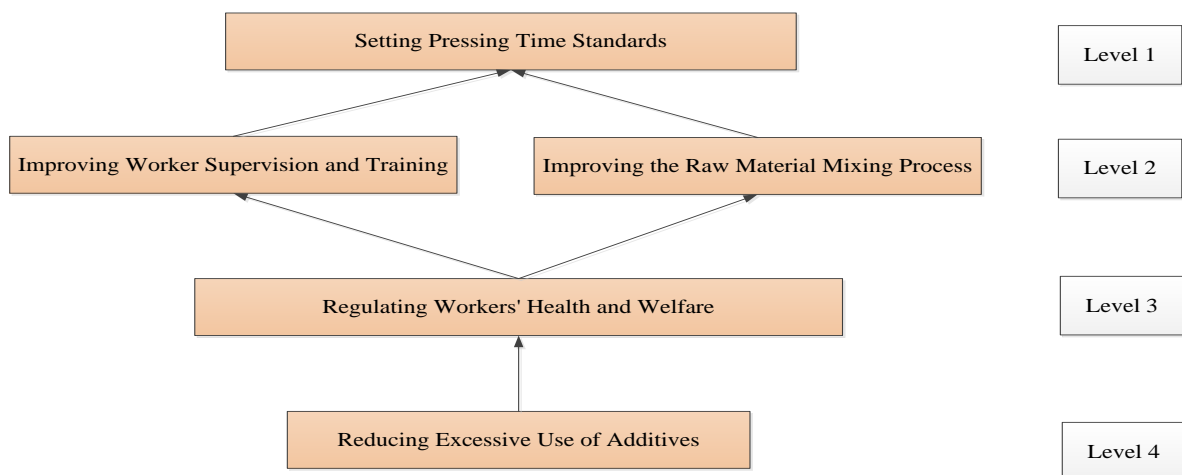 Setting Pressing Time Standards
Level 1
Improving Worker Supervision and Training
Improving the Raw Material Mixing Process
Level 2
Regulating Workers' Health and Welfare
Level 3
Reducing Excessive Use of Additives
Level 4